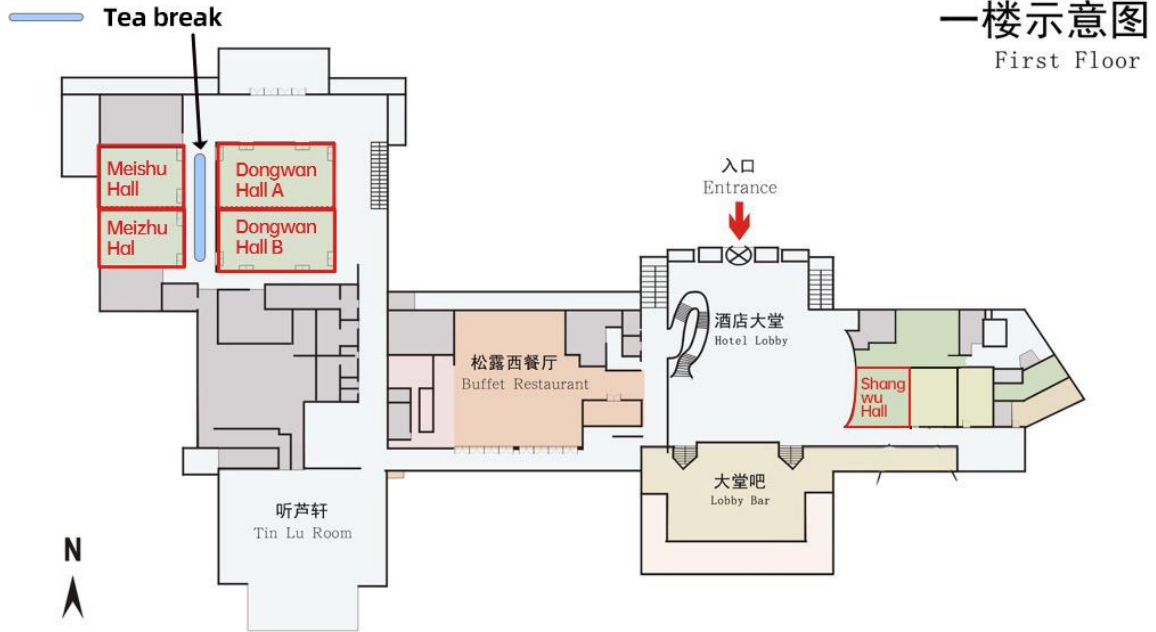 Tea break
一楼示意图
First Floor
Meishu
Hall
Dongwan
Hall A
Meizhu
Hal
Dongwan
Hall B
入口
Entrance
酒店大堂
Hotel Lobby
松露西餐厅
Buffet Restaurant
Shang
wu
Hall
大堂吧
Lobby Bar
听芦轩
Tin Lu Room
N